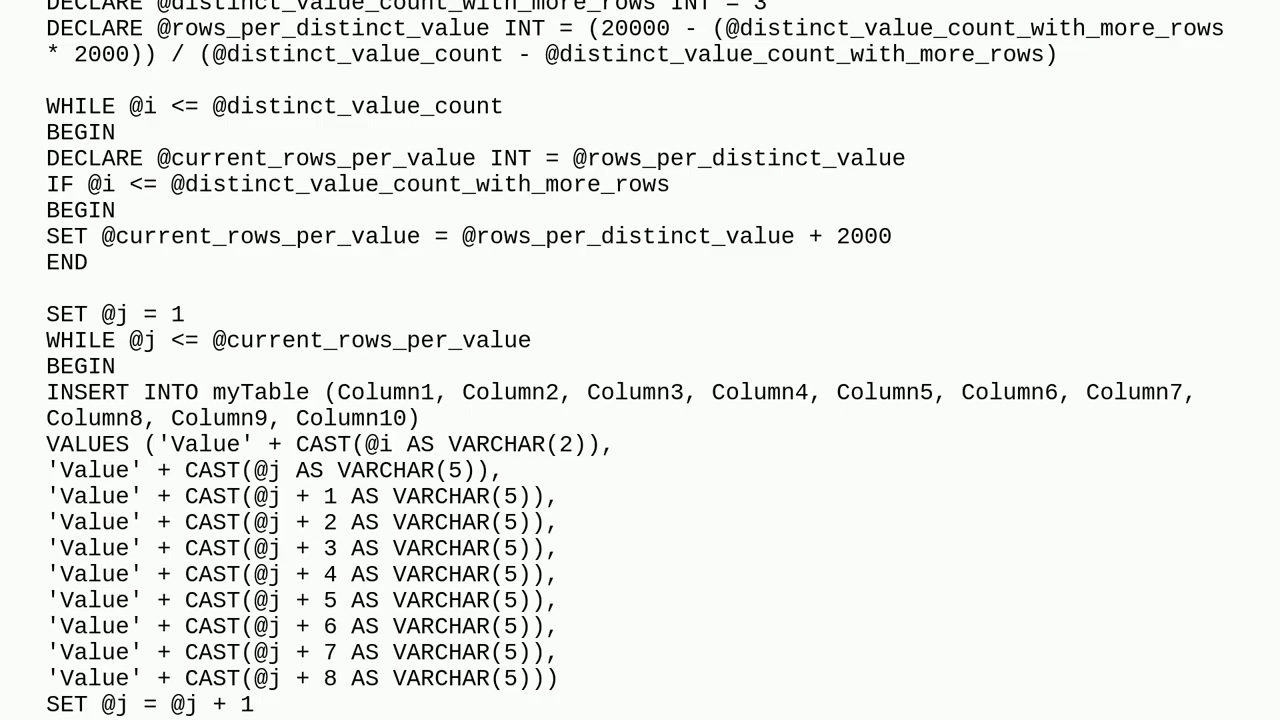 DECLARE @distinct_value_count_with_more_rows INT = 3
DECLARE @rows_per_distinct_value INT = (20000 - (@distinct_value_count_with_more_rows
* 2000)) / (@distinct_value_count - @distinct_value_count_with_more_rows)
WHILE @i <= @distinct_value_count
BEGIN
DECLARE @current_rows_per_value INT = @rows_per_distinct_value
IF @i <= @distinct_value_count_with_more_rows
BEGIN
SET @current_rows_per_value = @rows_per_distinct_value + 2000
END
SET @j = 1
WHILE @j <= @current_rows_per_value
BEGIN
INSERT INTO myTable (Column1, Column2, Column3, Column4, Column5, Column6, Column7,
Column8, Column9, Column10)
VALUES ('Value' + CAST(@i AS VARCHAR(2)),
'Value' + CAST(@j AS VARCHAR(5)),
'Value' + CAST(@j + 1 AS VARCHAR(5)),
'Value' + CAST(@j + 2 AS VARCHAR(5)),
'Value' + CAST(@j + 3 AS VARCHAR(5)),
'Value' + CAST(@j + 4 AS VARCHAR(5)),
'Value' + CAST(@j + 5 AS VARCHAR(5)),
'Value' + CAST(@j + 6 AS VARCHAR(5)),
'Value' + CAST(@j + 7 AS VARCHAR(5)),
'Value' + CAST(@j + 8 AS VARCHAR(5)))
SET @j = @j + 1